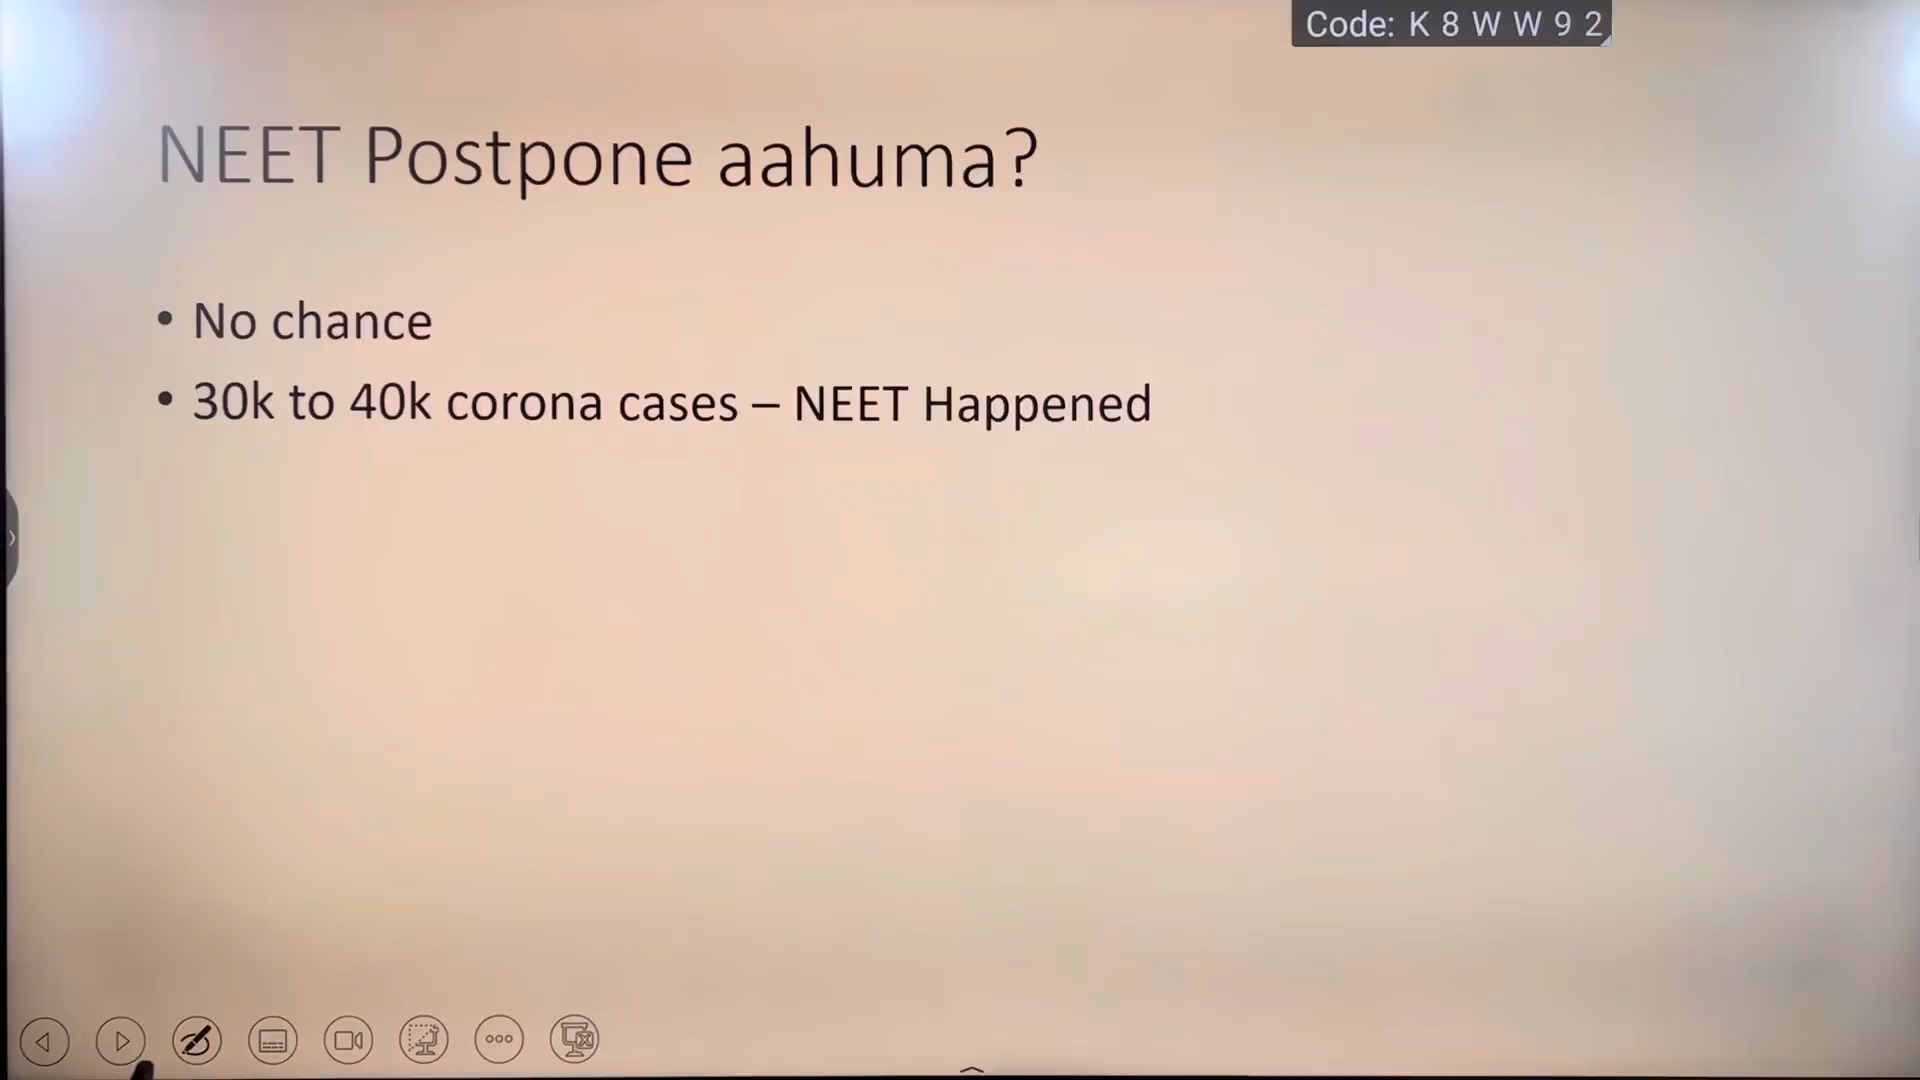 Code: K 8 W W 9 2
NEET Postpone aahuma?
• No chance
• 30k to 40k corona cases – NEET Happened